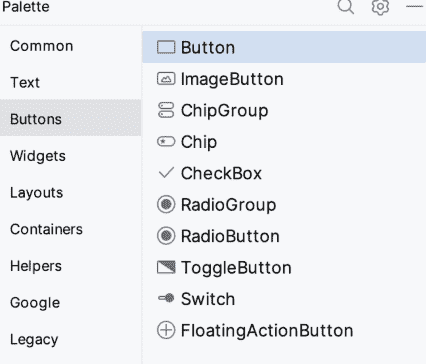 Palette
Common
Text
Buttons
Widgets
Layouts
Containers
Helpers
Google
Legacy
Button
ImageButton
ChipGroup
Chip
CheckBox
RadioGroup
RadioButton
ToggleButton
Switch
FloatingActionButton